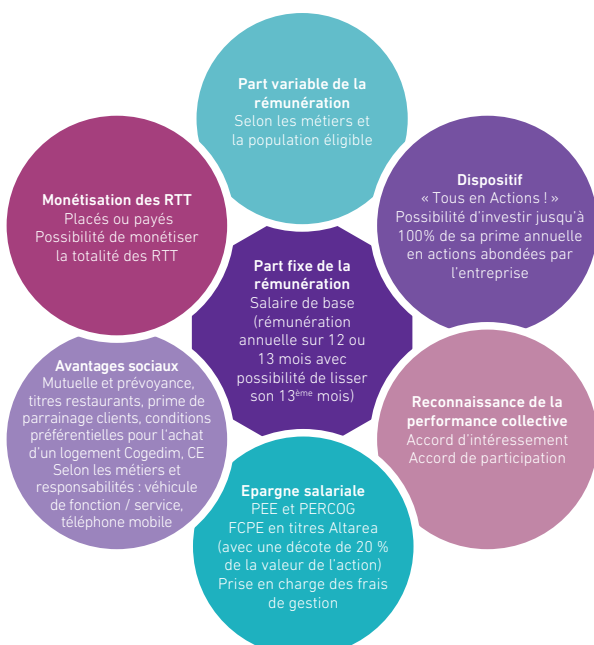 Part variable de la
rémunération
Selon les métiers et
la population éligible
Monétisation des RTT
Placés ou payés
Possibilité de monétiser
la totalité des RTT
Dispositif
« Tous en Actions ! »
Possibilité d'investir jusqu'à
100% de sa prime annuelle
en actions abondées par
l'entreprise
Part fixe de la
rémunération
Salaire de base
(rémunération
annuelle sur 12 ou
13 mois avec
possibilité de lisser
son 13ème mois)
Avantages sociaux
Mutuelle et prévoyance,
titres restaurants, prime de
parrainage clients, conditions
préférentielles pour l'achat
d'un logement Cogedim, CE
Selon les métiers et
responsabilités : véhicule
de fonction / service,
téléphone mobile
Reconnaissance de la
performance collective
Accord d'intéressement
Accord de participation
Epargne salariale
PEE et PERCOG
FCPE en titres Altarea
(avec une décote de 20 %
de la valeur de l'action)
Prise en charge des frais
de gestion